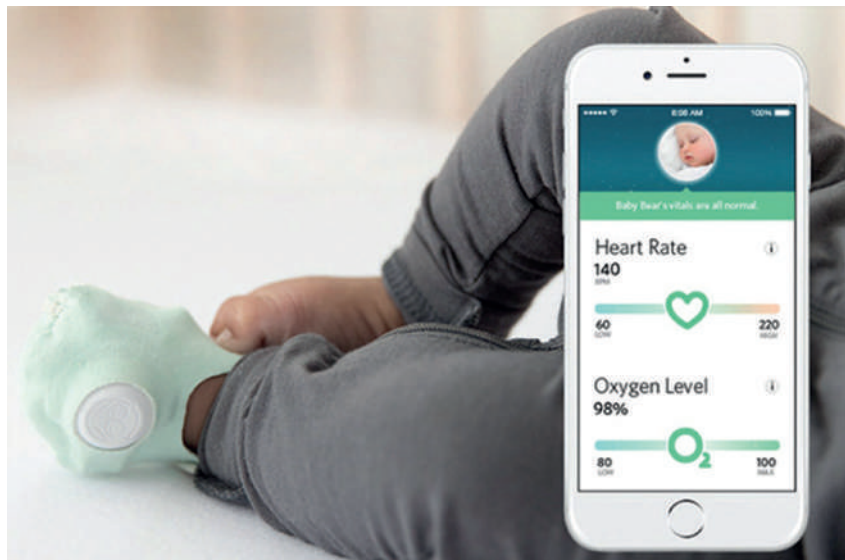 8:08 AM
100%
Baby Bear's vitals are all normal.
Heart Rate
140
BPM
60
220
LOW
HIGH
Oxygen Level
98%
O2
80
100
LOW
MAX